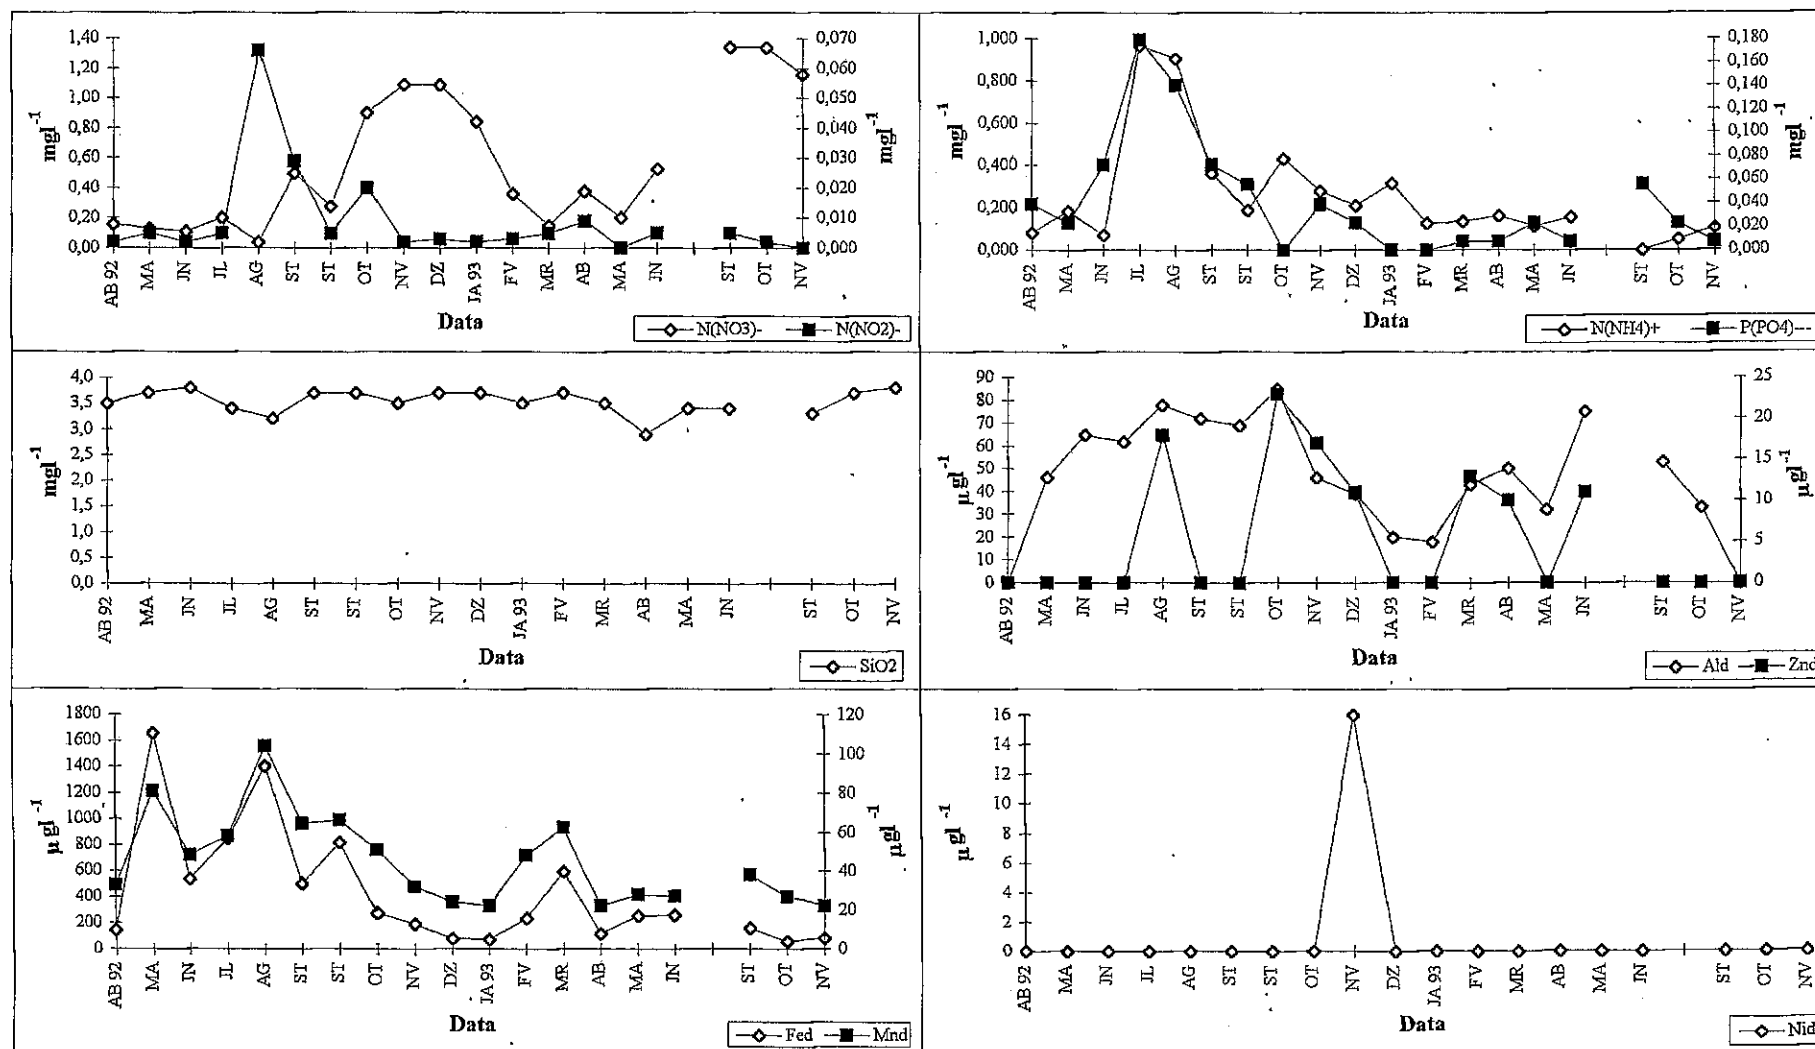 1,40
1,20
1,00
0,80
0,60
0,40
0,20
0,00
mgl⁻¹
0,070
0,060
0,050
0,040
0,030
0,020
0,010
0,000
mgl⁻¹
AB 92 MA JN JL AG ST ST OT NV DZ JA 93 FV MR AB MA JN ST OT NV
Data
N(NO3)- N(NO2)-
1,000
0,800
0,600
0,400
0,200
0,000
mgl⁻¹
0,180
0,160
0,140
0,120
0,100
0,080
0,060
0,040
0,020
0,000
mgl⁻¹
AB 92 MA JN JL AG ST ST OT NV DZ JA 93 FV MR AB MA JN ST OT NV
Data
N(NH4)+ P(PO4)---
4,0
3,5
3,0
2,5
2,0
1,5
1,0
0,5
0,0
mgl⁻¹
AB 92 MA JN JL AG ST ST OT NV DZ JA 93 FV MR AB MA JN ST OT NV
Data
SiO2
90
80
70
60
50
40
30
20
10
0
µgl⁻¹
25
20
15
10
5
0
µgl⁻¹
AB 92 MA JN JL AG ST ST OT NV DZ JA 93 FV MR AB MA JN ST OT NV
Data
Ald Znd
1800
1600
1400
1200
1000
800
600
400
200
0
µgl⁻¹
120
100
80
60
40
20
0
µgl⁻¹
AB 92 MA JN JL AG ST ST OT NV DZ JA 93 FV MR AB MA JN ST OT NV
Data
Fed Mnd
16
14
12
10
8
6
4
2
0
µgl⁻¹
AB 92 MA JN JL AG ST ST OT NV DZ JA 93 FV MR AB MA JN ST OT NV
Data
Nid